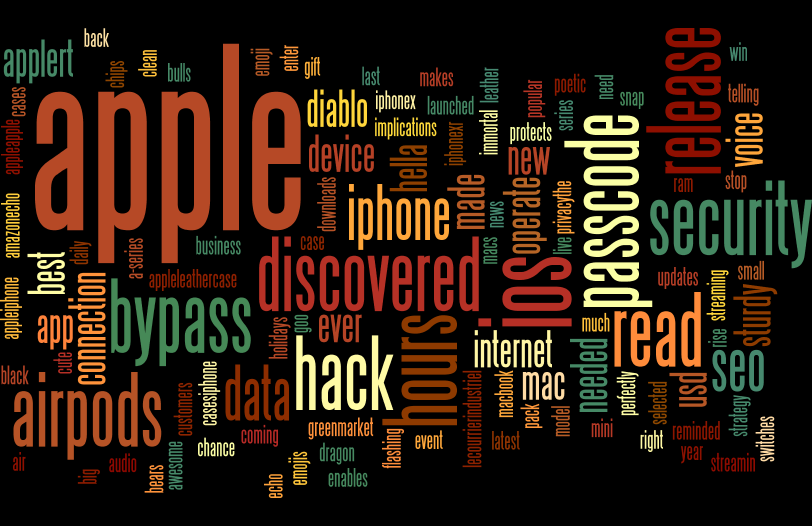 back
applert
chips
clean
bulls
emoji
enter
gift
last
makes
leather
popular
poetic
need
snap
release
win
telling
voice
stop
ram
cases
appleapple
apple
diablo
iphonex
launched
implications
iphonexr
immortal
protects
series
passcode
device
hella
new
downloads
iphone
made
news
operate
privacythe
live
macs
security
amazonecho
best
daily
a-series
business
case
appleleathercase
discovered
ios
updates
streaming
small
sturdy
appleiphone
app
connection
bypass
cute
holidays
goo
ever
hours
internet
much
read
rise
seo
black
airpods
customers
casesiphone
data
hack
lecourrierindustriel
macbook
mac
pack
model
needed
perfectly
selected
usd
strategy
switches
mini
right
reminded
year
streamin
air
big
audio
bears
awesome
chance
coming
greenmarket
dragon
enables
echo
emojis
flashing
event
latest